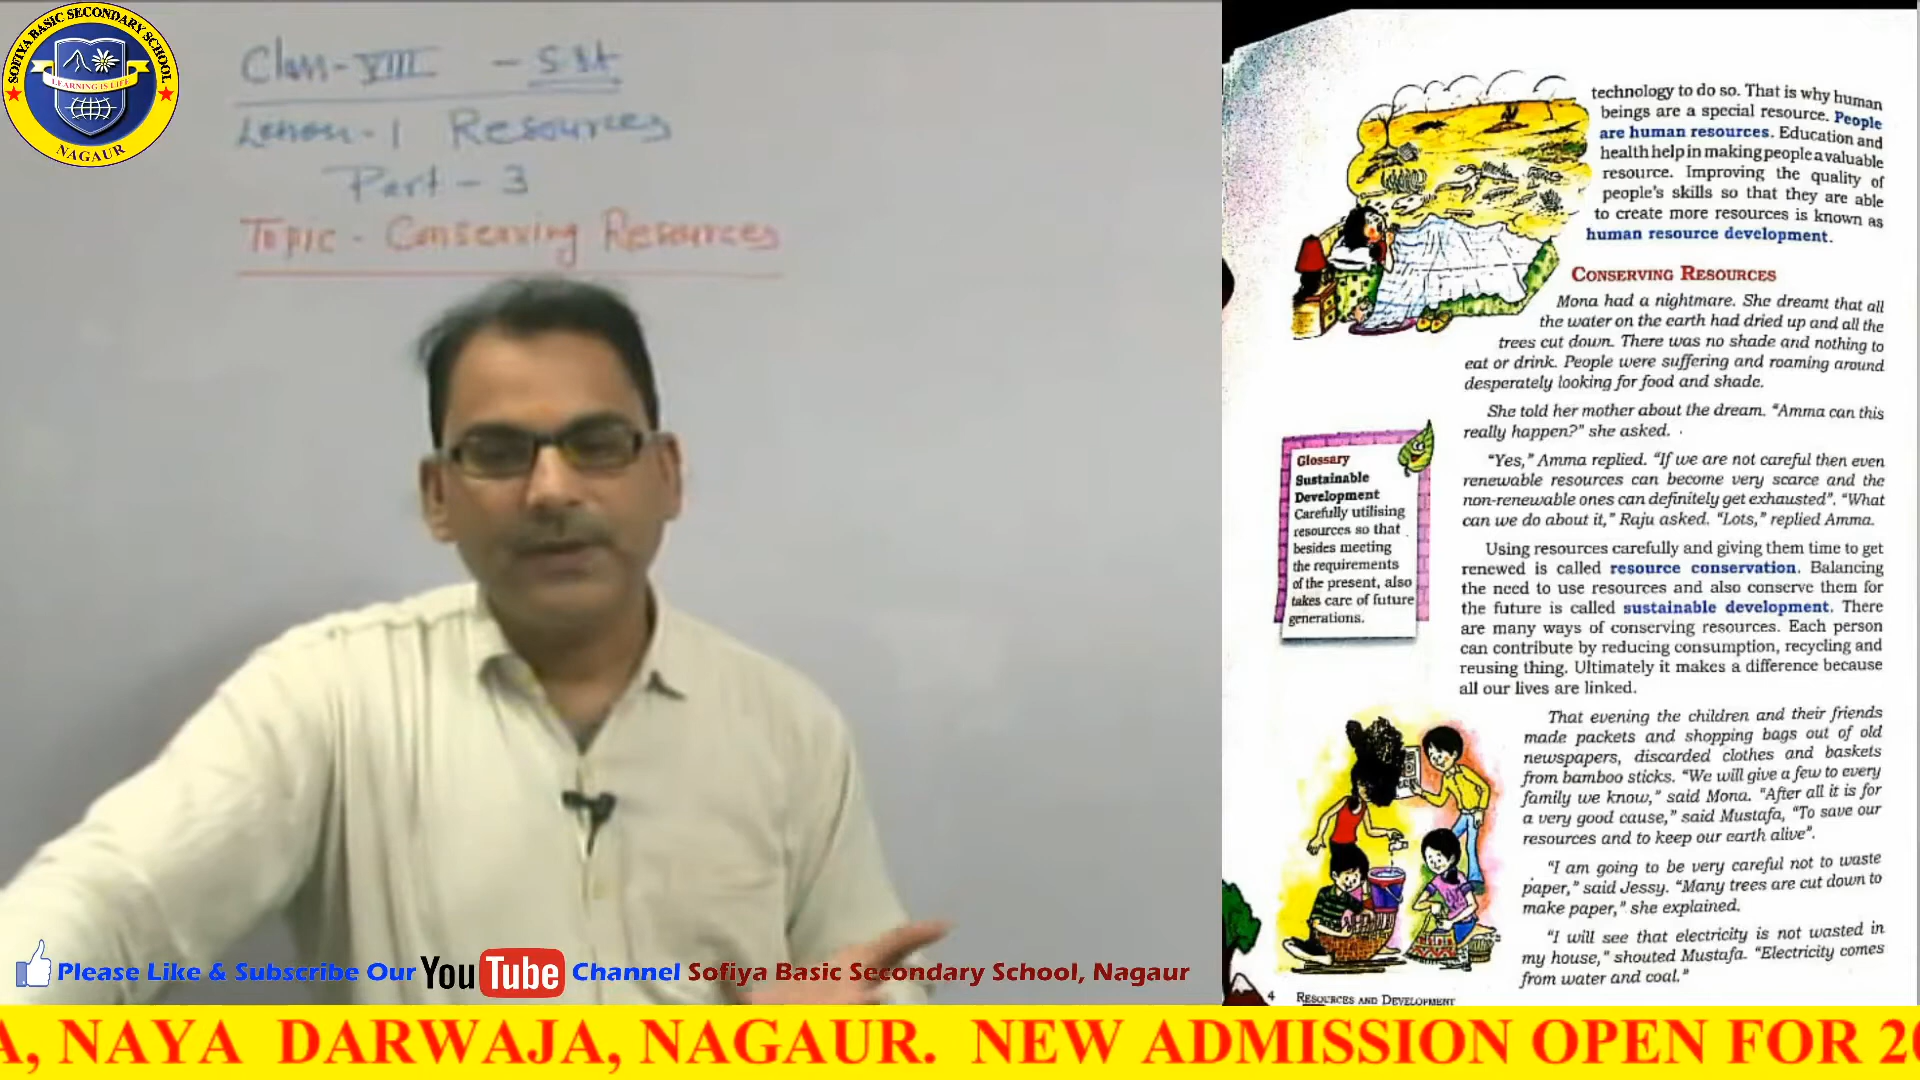 SOFIYA BASIC SECONDARY SCHOOL
LEARNING IS LIFE
NAGAUR
Class-VIII - S.St
Lesson-1 Resources
Part-3
Topic - Conserving Resources
technology to do so. That is why human
beings are a special resource. People
are human resources. Education and
health help in making people a valuable
resource. Improving the quality of
people's skills so that they are able
to create more resources is known as
human resource development.
CONSERVING RESOURCES
Mona had a nightmare. She dreamt that all
the water on the earth had dried up and all the
trees cut down. There was no shade and nothing to
eat or drink. People were suffering and roaming around
desperately looking for food and shade.
She told her mother about the dream. “Amma can this
really happen?” she asked.
“Yes,” Amma replied. “If we are not careful then even
renewable resources can become very scarce and the
non-renewable ones can definitely get exhausted”. “What
can we do about it,” Raju asked. “Lots,” replied Amma.
Using resources carefully and giving them time to get
renewed is called resource conservation. Balancing
the need to use resources and also conserve them for
the future is called sustainable development. There
are many ways of conserving resources. Each person
can contribute by reducing consumption, recycling and
reusing thing. Ultimately it makes a difference because
all our lives are linked.
That evening the children and their friends
made packets and shopping bags out of old
newspapers, discarded clothes and baskets
from bamboo sticks. “We will give a few to every
family we know,” said Mona. “After all it is for
a very good cause,” said Mustafa, “To save our
resources and to keep our earth alive”.
“I am going to be very careful not to waste
paper,” said Jessy. “Many trees are cut down to
make paper,” she explained.
“I will see that electricity is not wasted in
my house,” shouted Mustafa. “Electricity comes
from water and coal.”
Glossary
Sustainable
Development
Carefully utilising
resources so that
besides meeting
the requirements
of the present, also
takes care of future
generations.
4 RESOURCES AND DEVELOPMENT
Please Like & Subscribe Our YouTube Channel Sofiya Basic Secondary School, Nagaur
A, NAYA DARWAJA, NAGAUR. NEW ADMISSION OPEN FOR 20